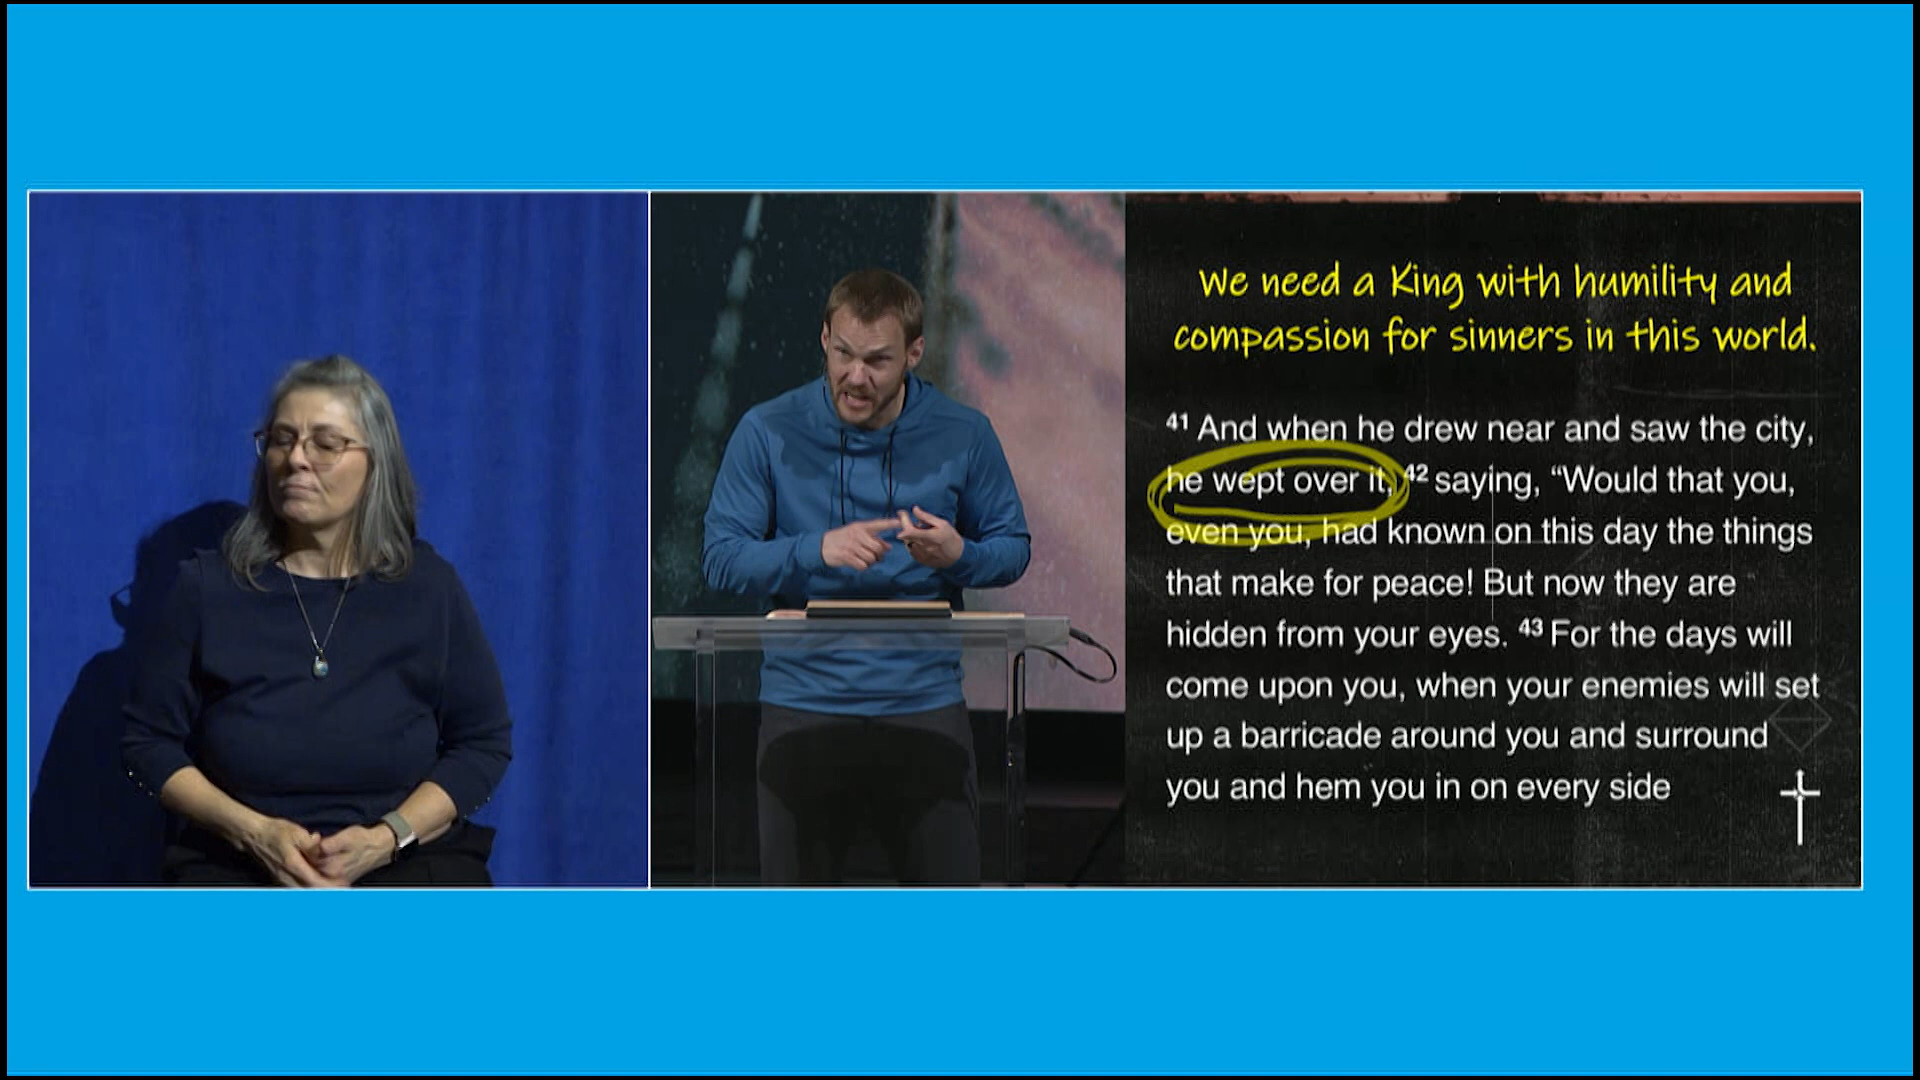 We need a King with humility and
compassion for sinners in this world.
41 And when he drew near and saw the city,
he wept over it, 42 saying, “Would that you,
even you, had known on this day the things
that make for peace! But now they are
hidden from your eyes. 43 For the days will
come upon you, when your enemies will set
up a barricade around you and surround
you and hem you in on every side